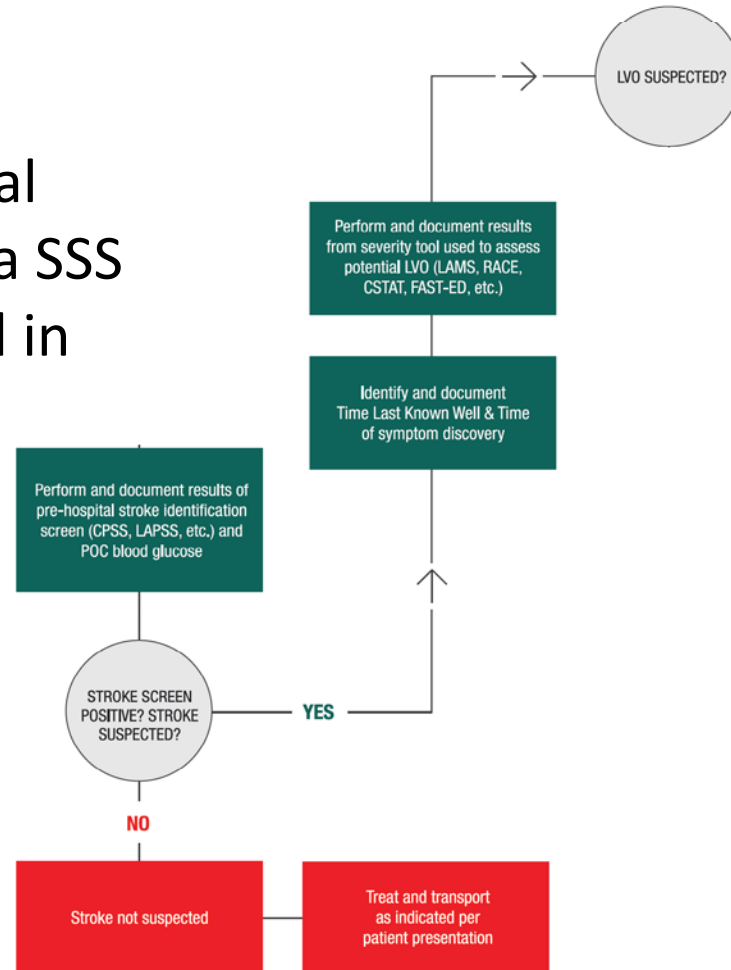 al
a SSS
l in
Perform and document results of
pre-hospital stroke identification
screen (CPSS, LAPSS, etc.) and
POC blood glucose
STROKE SCREEN
POSITIVE? STROKE
SUSPECTED?
NO
Stroke not suspected
Treat and transport
as indicated per
patient presentation
YES
Identify and document
Time Last Known Well & Time
of symptom discovery
Perform and document results
from severity tool used to assess
potential LVO (LAMS, RACE,
CSTAT, FAST-ED, etc.)
LVO SUSPECTED?